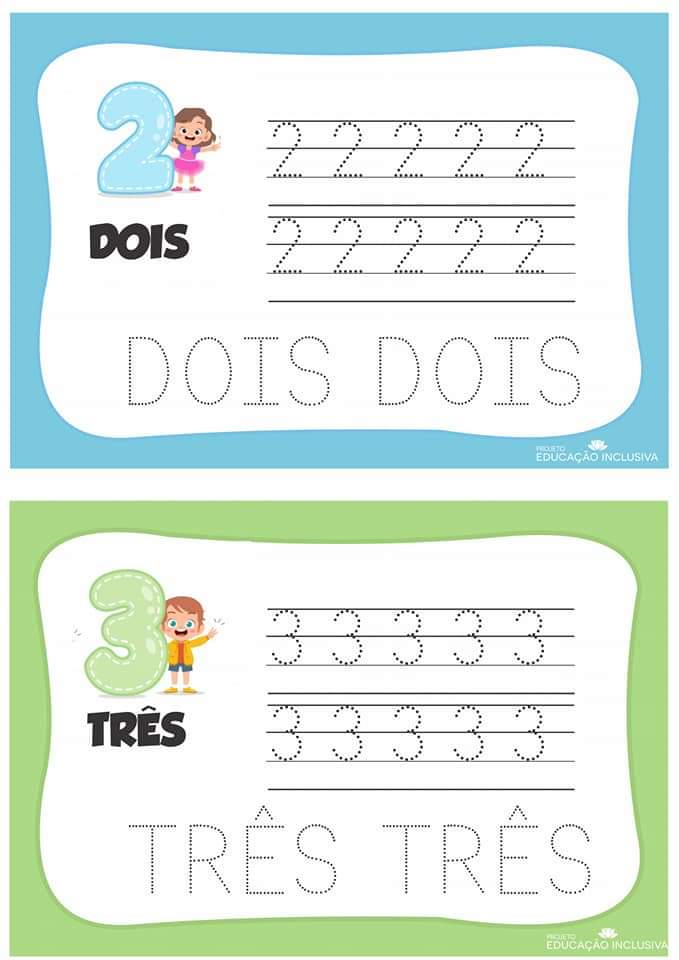 2
DOIS
2 2 2 2 2
2 2 2 2 2
DOIS DOIS
PROJETO
EDUCAÇÃO INCLUSIVA
3
TRÊS
3 3 3 3 3
3 3 3 3 3
TRÊS TRÊS
PROJETO
EDUCAÇÃO INCLUSIVA